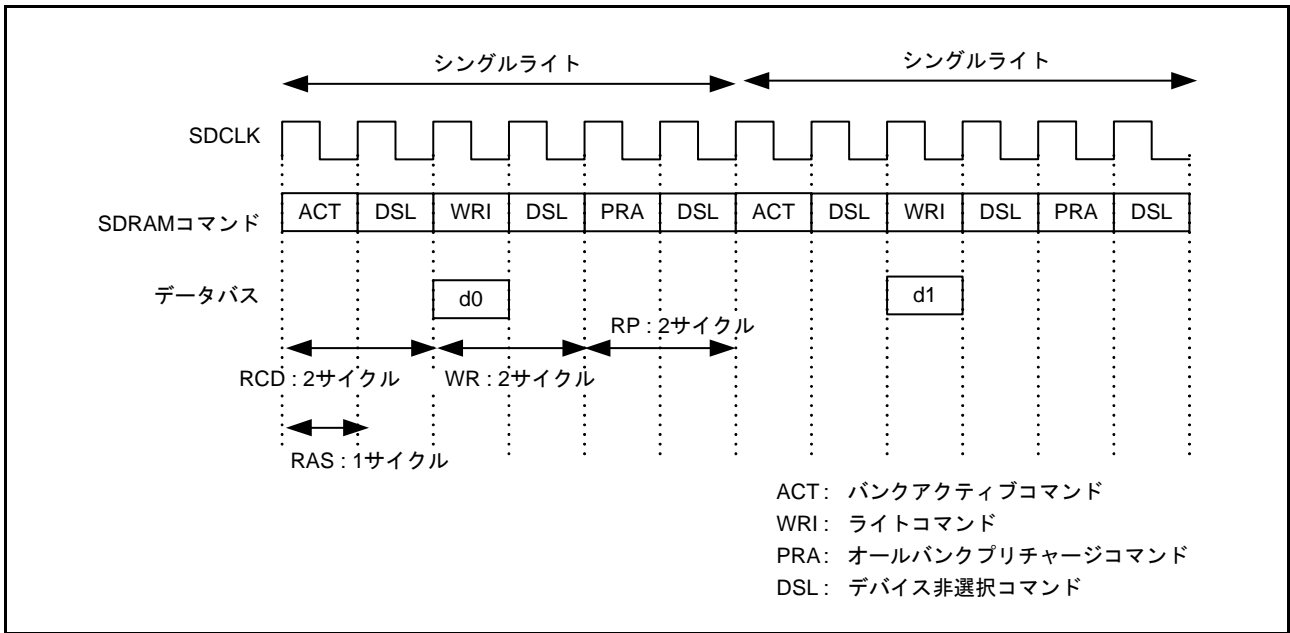 シングルライト シングルライト
SDCLK
SDRAMコマンド ACT DSL WRI DSL PRA DSL ACT DSL WRI DSL PRA DSL
データバス d0 d1
RP : 2サイクル
RCD : 2サイクル WR : 2サイクル
RAS : 1サイクル
ACT : バンクアクティブコマンド
WRI : ライトコマンド
PRA : オールバンクプリチャージコマンド
DSL : デバイス非選択コマンド